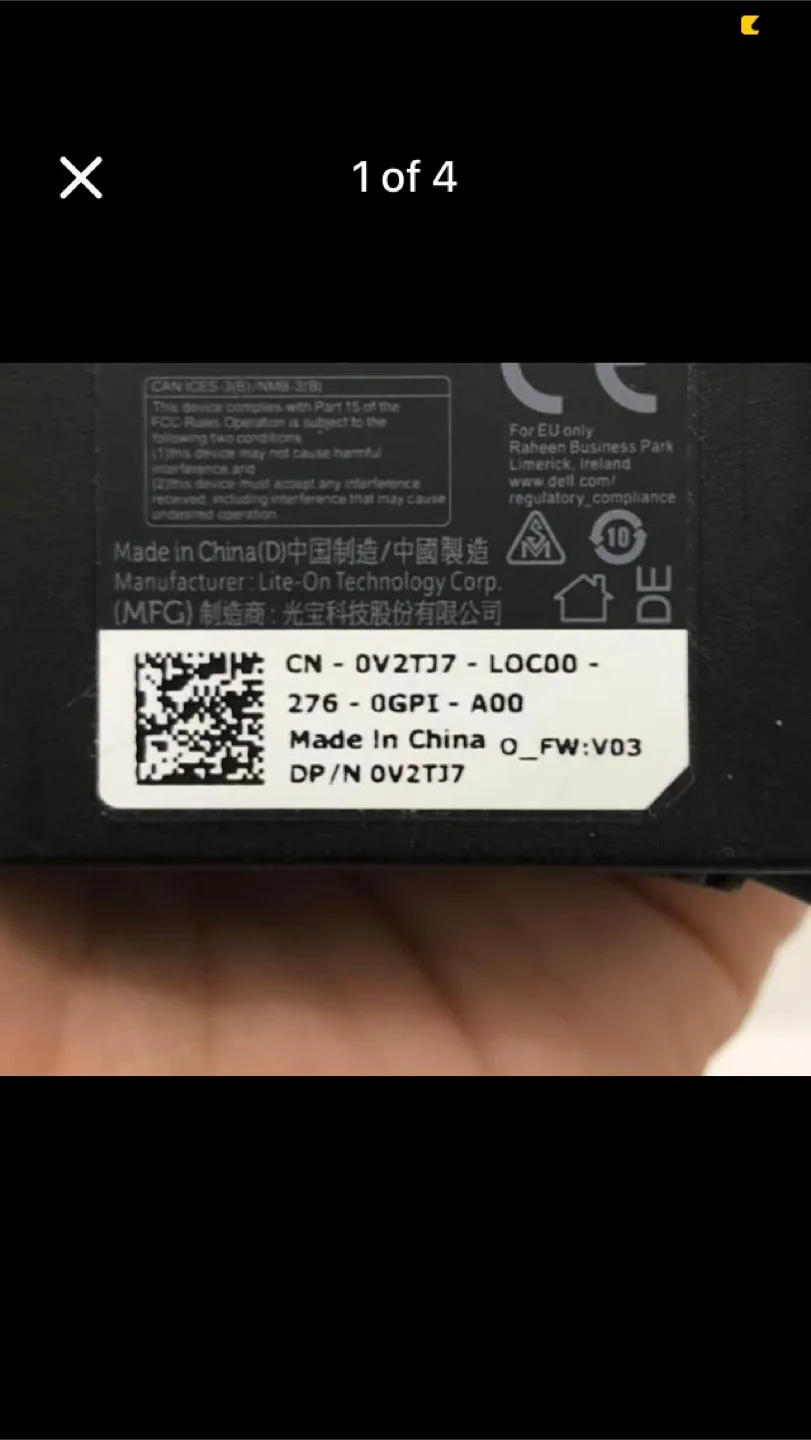 1 of 4
CAN ICES-3(B)/NMB-3(B)
This device complies with Part 15 of the
FCC Rules Operation is subject to the
following two conditions
(1)this device may not cause harmful
interference,and
(2)this device must accept any interference
received, including interference that may cause
undesired operation
CE
For EU only
Raheen Business Park
Limerick, Ireland
www.dell.com/
regulatory_compliance
Made in China(D)中国制造/中國製造
Manufacturer : Lite-On Technology Corp.
(MFG) 制造商 : 光宝科技股份有限公司
10
DE
CN - 0V2TJ7 - LOC00 -
276 - 0GPI - A00
Made In China O_FW:V03
DP/N 0V2TJ7